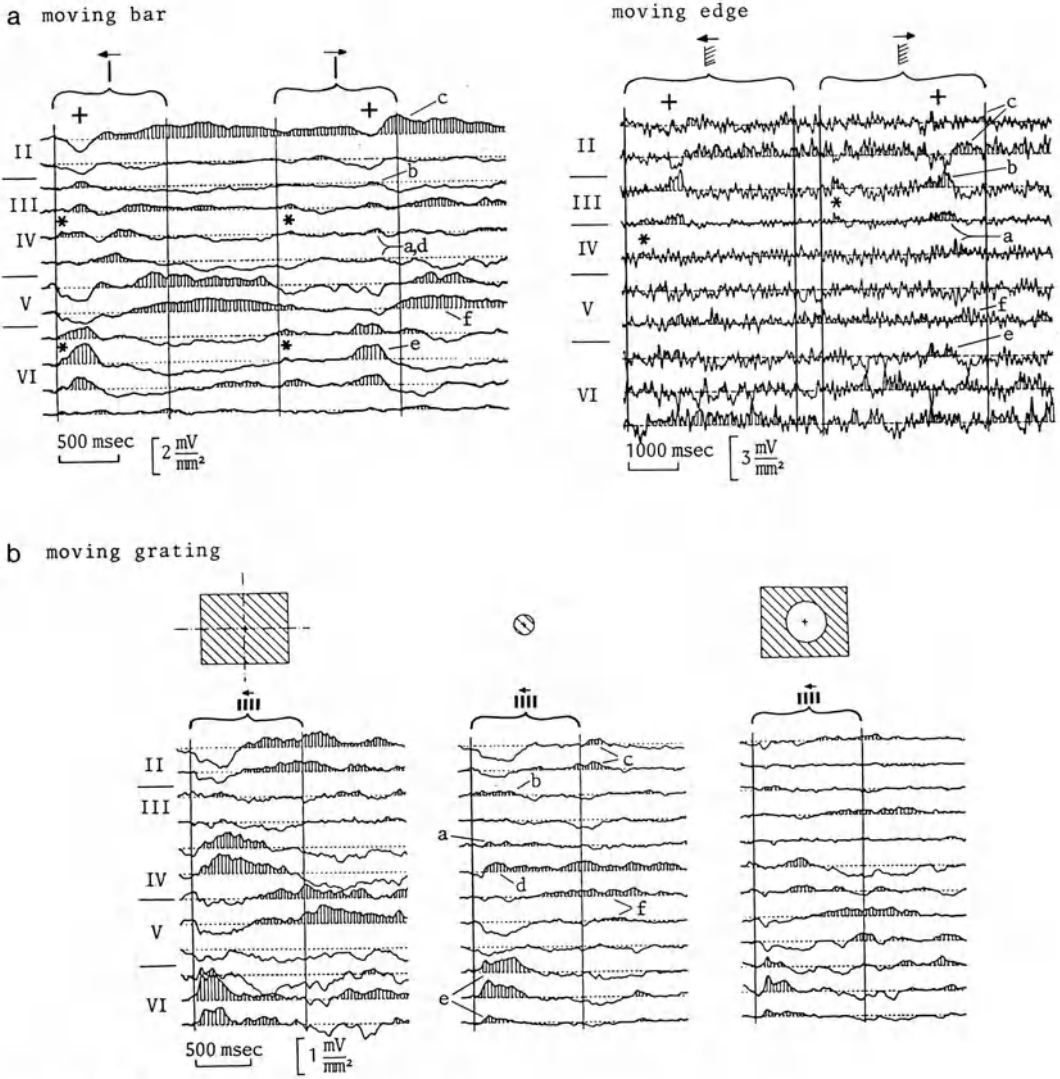 a moving bar
moving edge
+ +
+ +
c
c
II
II
b
b
III
III
*
*
*
IV
IV
*
a,d
a
V
V
f
f
*
*
e
e
VI
VI
500 msec
[2 mV/mm²
1000 msec
[3 mV/mm²
b moving grating
II
c
b
III
a
IV
d
f
V
e
VI
500 msec
[1 mV/mm²